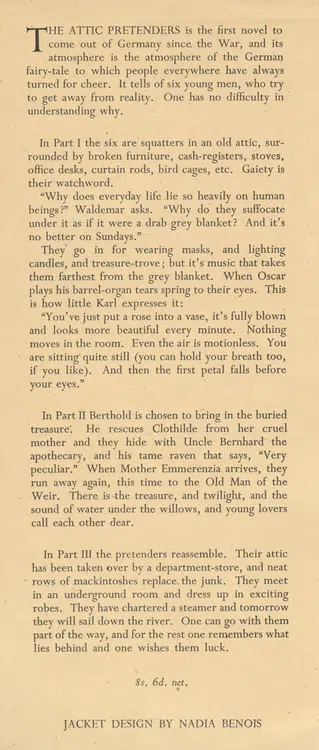 THE ATTIC PRETENDERS is the first novel to
come out of Germany since the War, and its
atmosphere is the atmosphere of the German
fairy-tale to which people everywhere have always
turned for cheer. It tells of six young men, who try
to get away from reality. One has no difficulty in
understanding why.
In Part I the six are squatters in an old attic, sur-
rounded by broken furniture, cash-registers, stoves,
office desks, curtain rods, bird cages, etc. Gaiety is
their watchword.
"Why does everyday life lie so heavily on human
beings?" Waldemar asks. "Why do they suffocate
under it as if it were a drab grey blanket? And it's
no better on Sundays."
They go in for wearing masks, and lighting
candles, and treasure-trove; but it's music that takes
them farthest from the grey blanket. When Oscar
plays his barrel-organ tears spring to their eyes. This
is how little Karl expresses it:
"You've just put a rose into a vase, it's fully blown
and looks more beautiful every minute. Nothing
moves in the room. Even the air is motionless. You
are sitting quite still (you can hold your breath too,
if you like). And then the first petal falls before
your eyes."
In Part II Berthold is chosen to bring in the buried
treasure. He rescues Clothilde from her cruel
mother and they hide with Uncle Bernhard the
apothecary, and his tame raven that says, "Very
peculiar." When Mother Emmerenzia arrives, they
run away again, this time to the Old Man of the
Weir. There is the treasure, and twilight, and the
sound of water under the willows, and young lovers
call each other dear.
In Part III the pretenders reassemble. Their attic
has been taken over by a department-store, and neat
rows of mackintoshes replace the junk. They meet
in an underground room and dress up in exciting
robes. They have chartered a steamer and tomorrow
they will sail down the river. One can go with them
part of the way, and for the rest one remembers what
lies behind and one wishes them luck.
8s. 6d. net.
JACKET DESIGN BY NADIA BENOIS